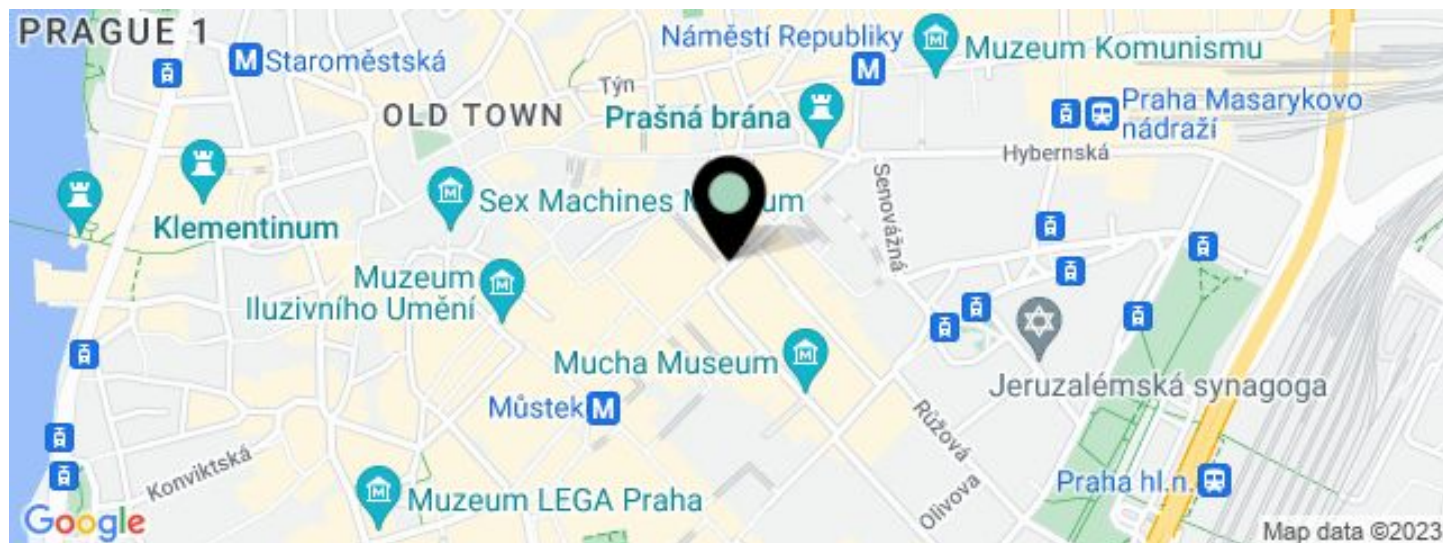 PRAGUE 1
M Staroměstská
Náměstí Republiky
M
Muzeum Komunismu
Týn
OLD TOWN
Prašná brána
Praha Masarykovo
nádraží
Hybernská
Senovážná
Klementinum
Sex Machines M um
Muzeum
Iluzivního Umění
Mucha Museum
Můstek M
Jeruzalémská synagoga
Růžová
Olivova
Konviktská
Muzeum LEGA Praha
Praha hl.n.
Google
Map data ©2023